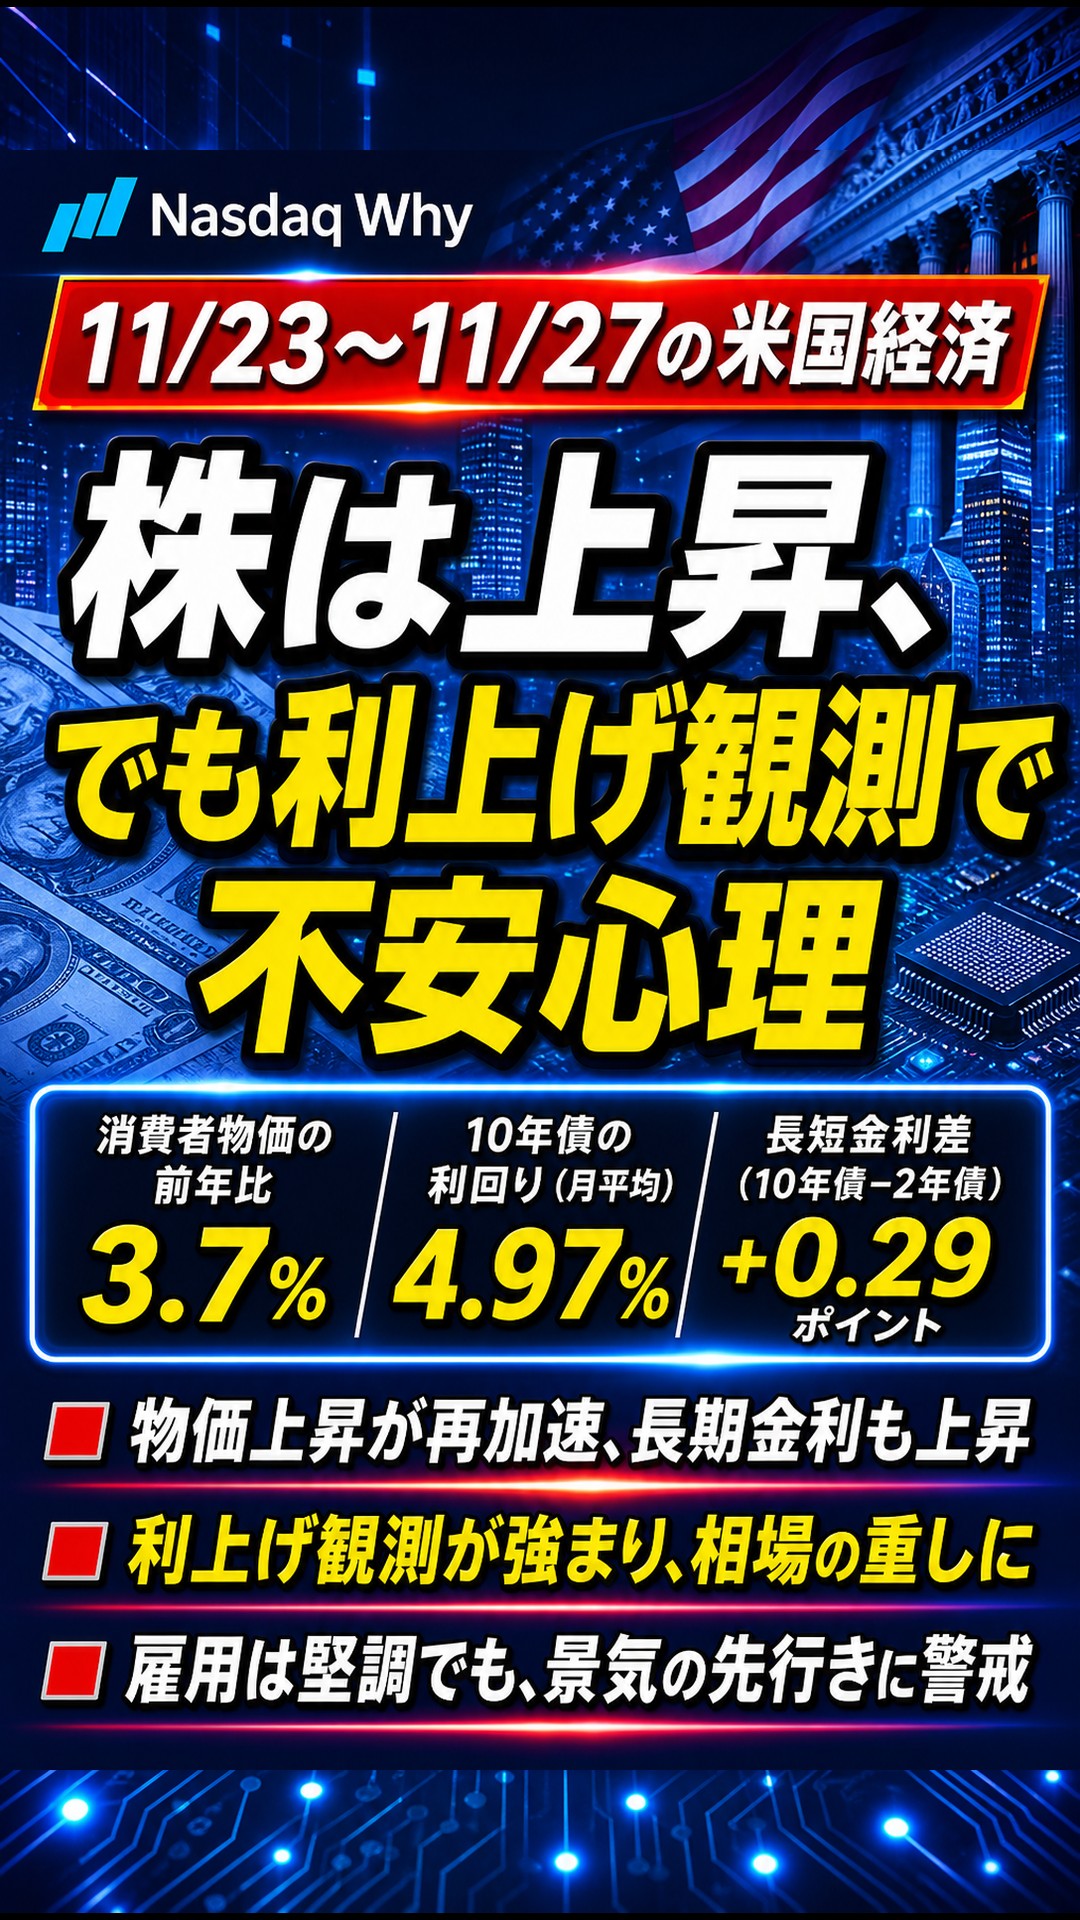 Nasdaq Why
11/23〜11/27の米国経済
株は上昇、
でも利上げ観測で
不安心理
消費者物価の
前年比
3.7%
10年債の
利回り(月平均)
4.97%
長短金利差
(10年債−2年債)
+0.29
ポイント
物価上昇が再加速、長期金利も上昇
利上げ観測が強まり、相場の重しに
雇用は堅調でも、景気の先行きに警戒